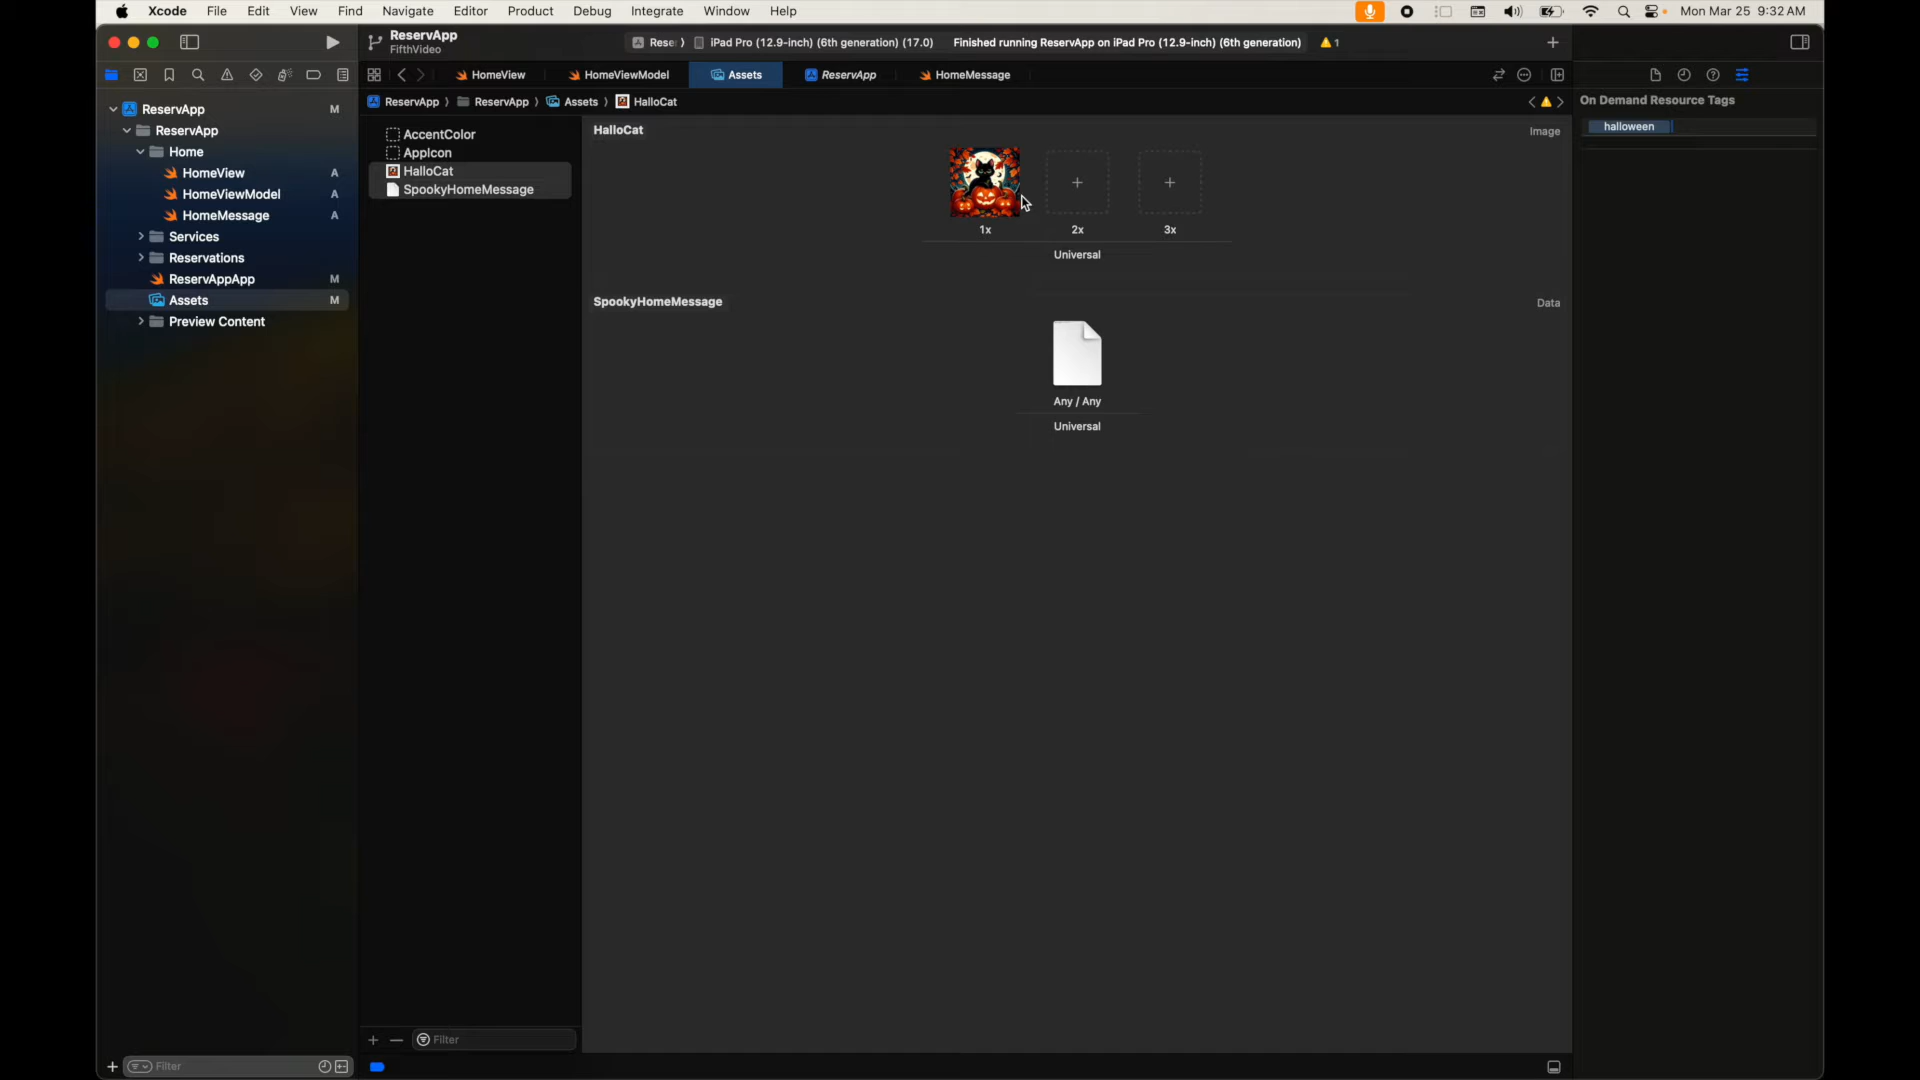 Xcode File Edit View Find Navigate Editor Product Debug Integrate Window Help Mon Mar 25 9:32 AM
ReservApp
FifthVideo
Reser iPad Pro (12.9-inch) (6th generation) (17.0) Finished running ReservApp on iPad Pro (12.9-inch) (6th generation) 1
HomeView HomeViewModel Assets ReservApp HomeMessage
ReservApp ReservApp Assets HalloCat
On Demand Resource Tags
halloween
ReservApp M
ReservApp
Home
HomeView A
HomeViewModel A
HomeMessage A
Services
Reservations
ReservAppApp M
Assets M
Preview Content
AccentColor
AppIcon
HalloCat
SpookyHomeMessage
HalloCat Image
1x 2x 3x
Universal
SpookyHomeMessage Data
Any / Any
Universal
Filter
Filter